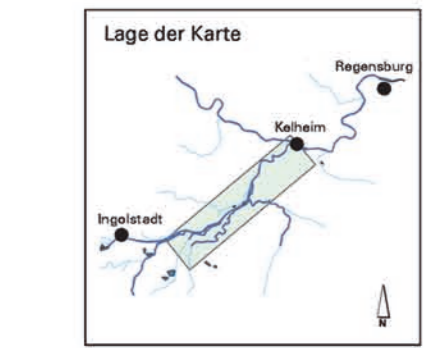 Lage der Karte
Regensburg
Kelheim
Ingolstadt
N